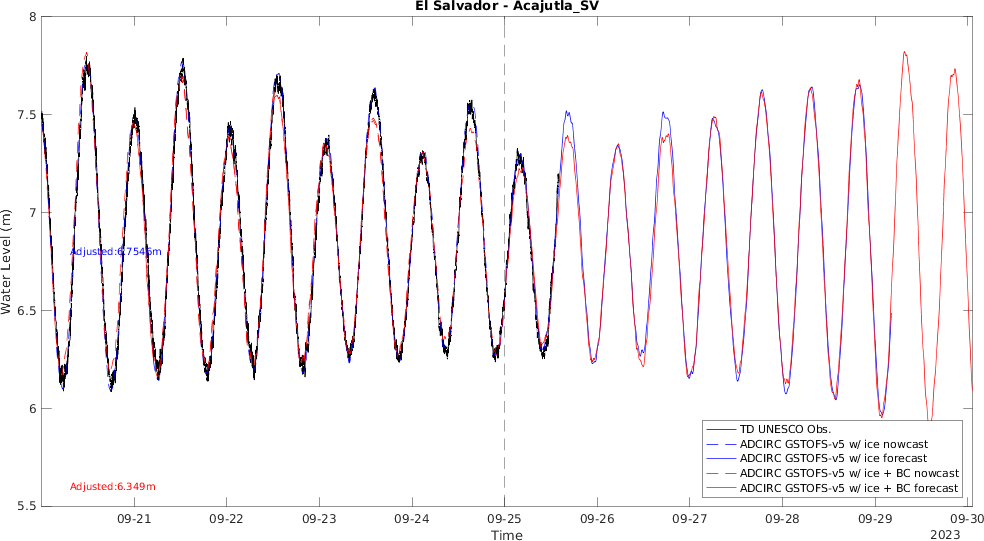 El Salvador - Acajutla_SV
8
7.5
7
6.5
6
5.5
Water Level (m)
Adjusted:6.7546m
Adjusted:6.349m
TD UNESCO Obs.
ADCIRC GSTOFS-v5 w/ ice nowcast
ADCIRC GSTOFS-v5 w/ ice forecast
ADCIRC GSTOFS-v5 w/ ice + BC nowcast
ADCIRC GSTOFS-v5 w/ ice + BC forecast
09-21 09-22 09-23 09-24 09-25 09-26 09-27 09-28 09-29 09-30
Time
2023